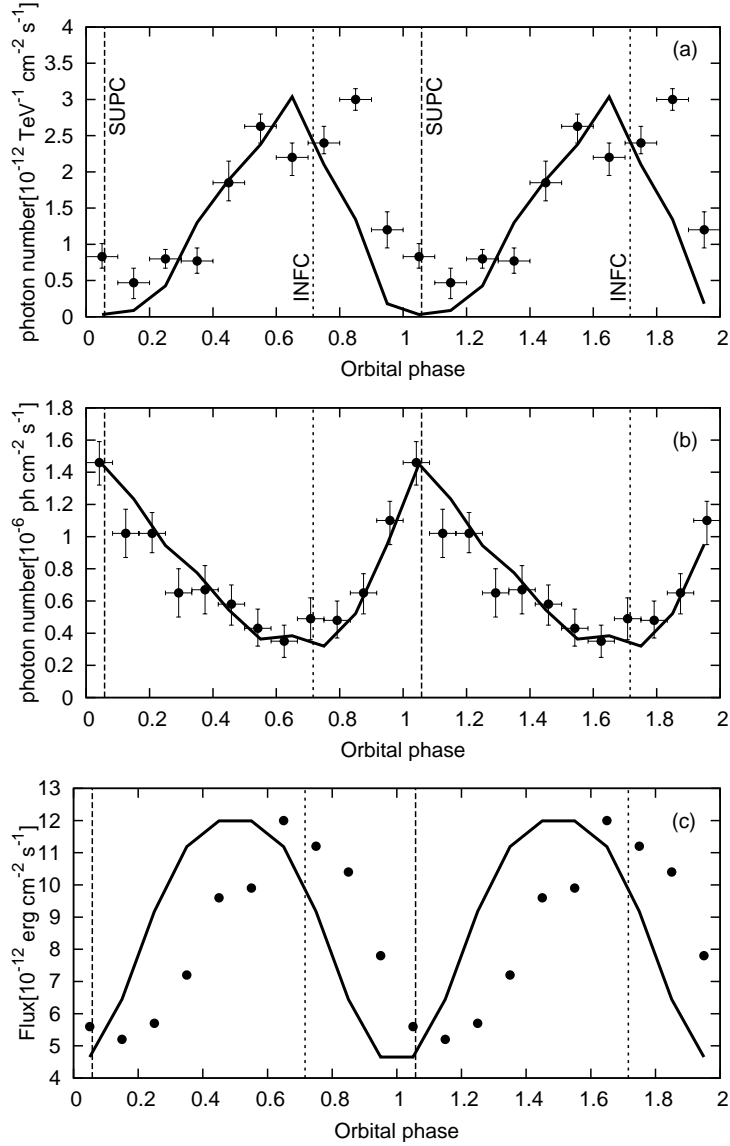 4
3.5
3
2.5
2
1.5
1
0.5
0
photon number[10-12 TeV-1 cm-2 s-1]
SUPC
INFC
SUPC
INFC
(a)
0 0.2 0.4 0.6 0.8 1 1.2 1.4 1.6 1.8 2
Orbital phase
1.8
1.6
1.4
1.2
1
0.8
0.6
0.4
0.2
0
photon number[10-6 ph cm-2 s-1]
(b)
0 0.2 0.4 0.6 0.8 1 1.2 1.4 1.6 1.8 2
Orbital phase
13
12
11
10
9
8
7
6
5
4
Flux[10-12 erg cm-2 s-1]
(c)
0 0.2 0.4 0.6 0.8 1 1.2 1.4 1.6 1.8 2
Orbital phase